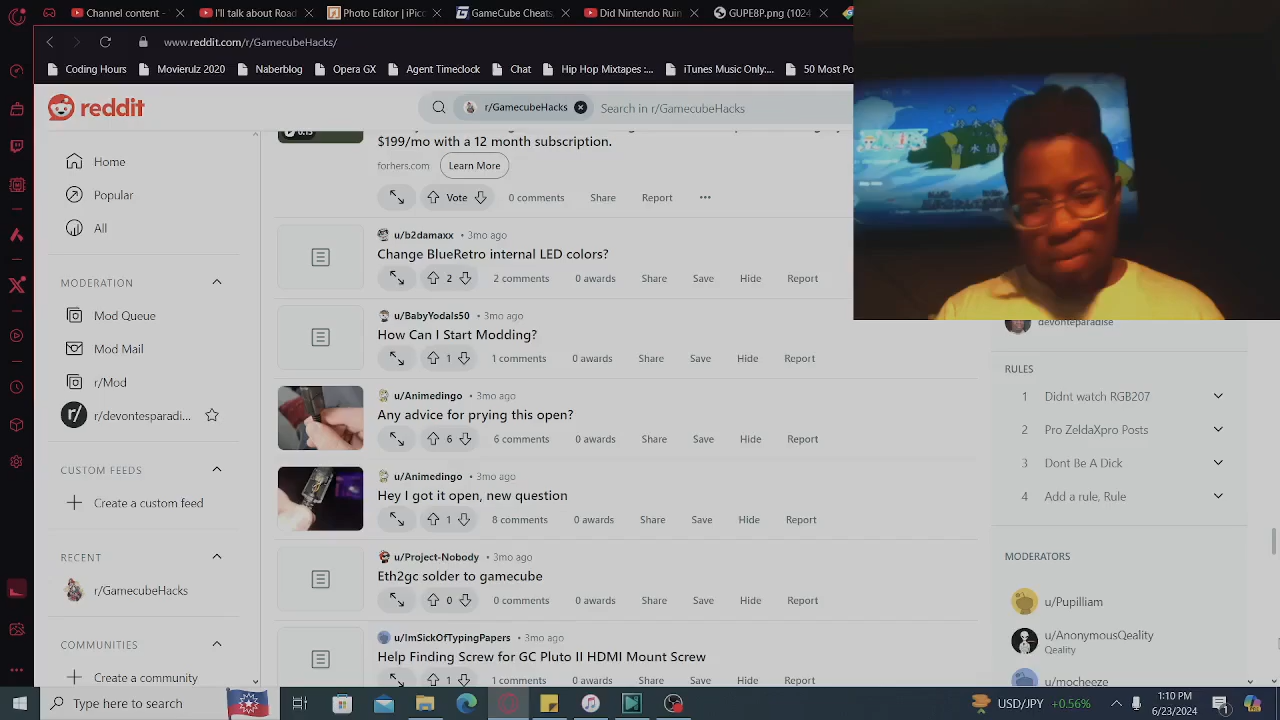 Common content -
I'll talk about rad
Photo Editor | iPicc
GameCube Cheats,
Did Nintendo Ruin
GUPE8P.png (1024
www.reddit.com/r/GamecubeHacks/
Coding Hours
Movierulz 2020
Naberblog
Opera GX
Agent Timeclock
Chat
Hip Hop Mixtapes :...
iTunes Music Only:...
50 Most Po
reddit
r/GamecubeHacks
Search in r/GamecubeHacks
Home
Popular
All
MODERATION
Mod Queue
Mod Mail
r/Mod
r/devontesparadi...
CUSTOM FEEDS
Create a custom feed
RECENT
r/GamecubeHacks
COMMUNITIES
Create a community
0:15
$199/mo with a 12 month subscription.
forhers.com
Learn More
Vote
0 comments
Share
Report
u/b2damaxx • 3mo ago
Change BlueRetro internal LED colors?
2
2 comments
0 awards
Share
Save
Hide
Report
u/BabyYodals50 • 3mo ago
How Can I Start Modding?
1
1 comments
0 awards
Share
Save
Hide
Report
u/Animedingo • 3mo ago
Any advice for prying this open?
6
6 comments
0 awards
Share
Save
Hide
Report
u/Animedingo • 3mo ago
Hey I got it open, new question
1
8 comments
0 awards
Share
Save
Hide
Report
u/Project-Nobody • 3mo ago
Eth2gc solder to gamecube
0
0 comments
0 awards
Share
Save
Hide
Report
u/ImSickOfTypingPapers • 3mo ago
Help Finding Screw for GC Pluto II HDMI Mount Screw
1
1 comments
0 awards
Share
Save
Hide
Report
devonteparadise
RULES
1 Didnt watch RGB207
2 Pro ZeldaXpro Posts
3 Dont Be A Dick
4 Add a rule, Rule
MODERATORS
u/Pupilliam
u/AnonymousQeality
Qeality
u/mocheeze
Type here to search
USD/JPY +0.56%
1:10 PM
6/23/2024